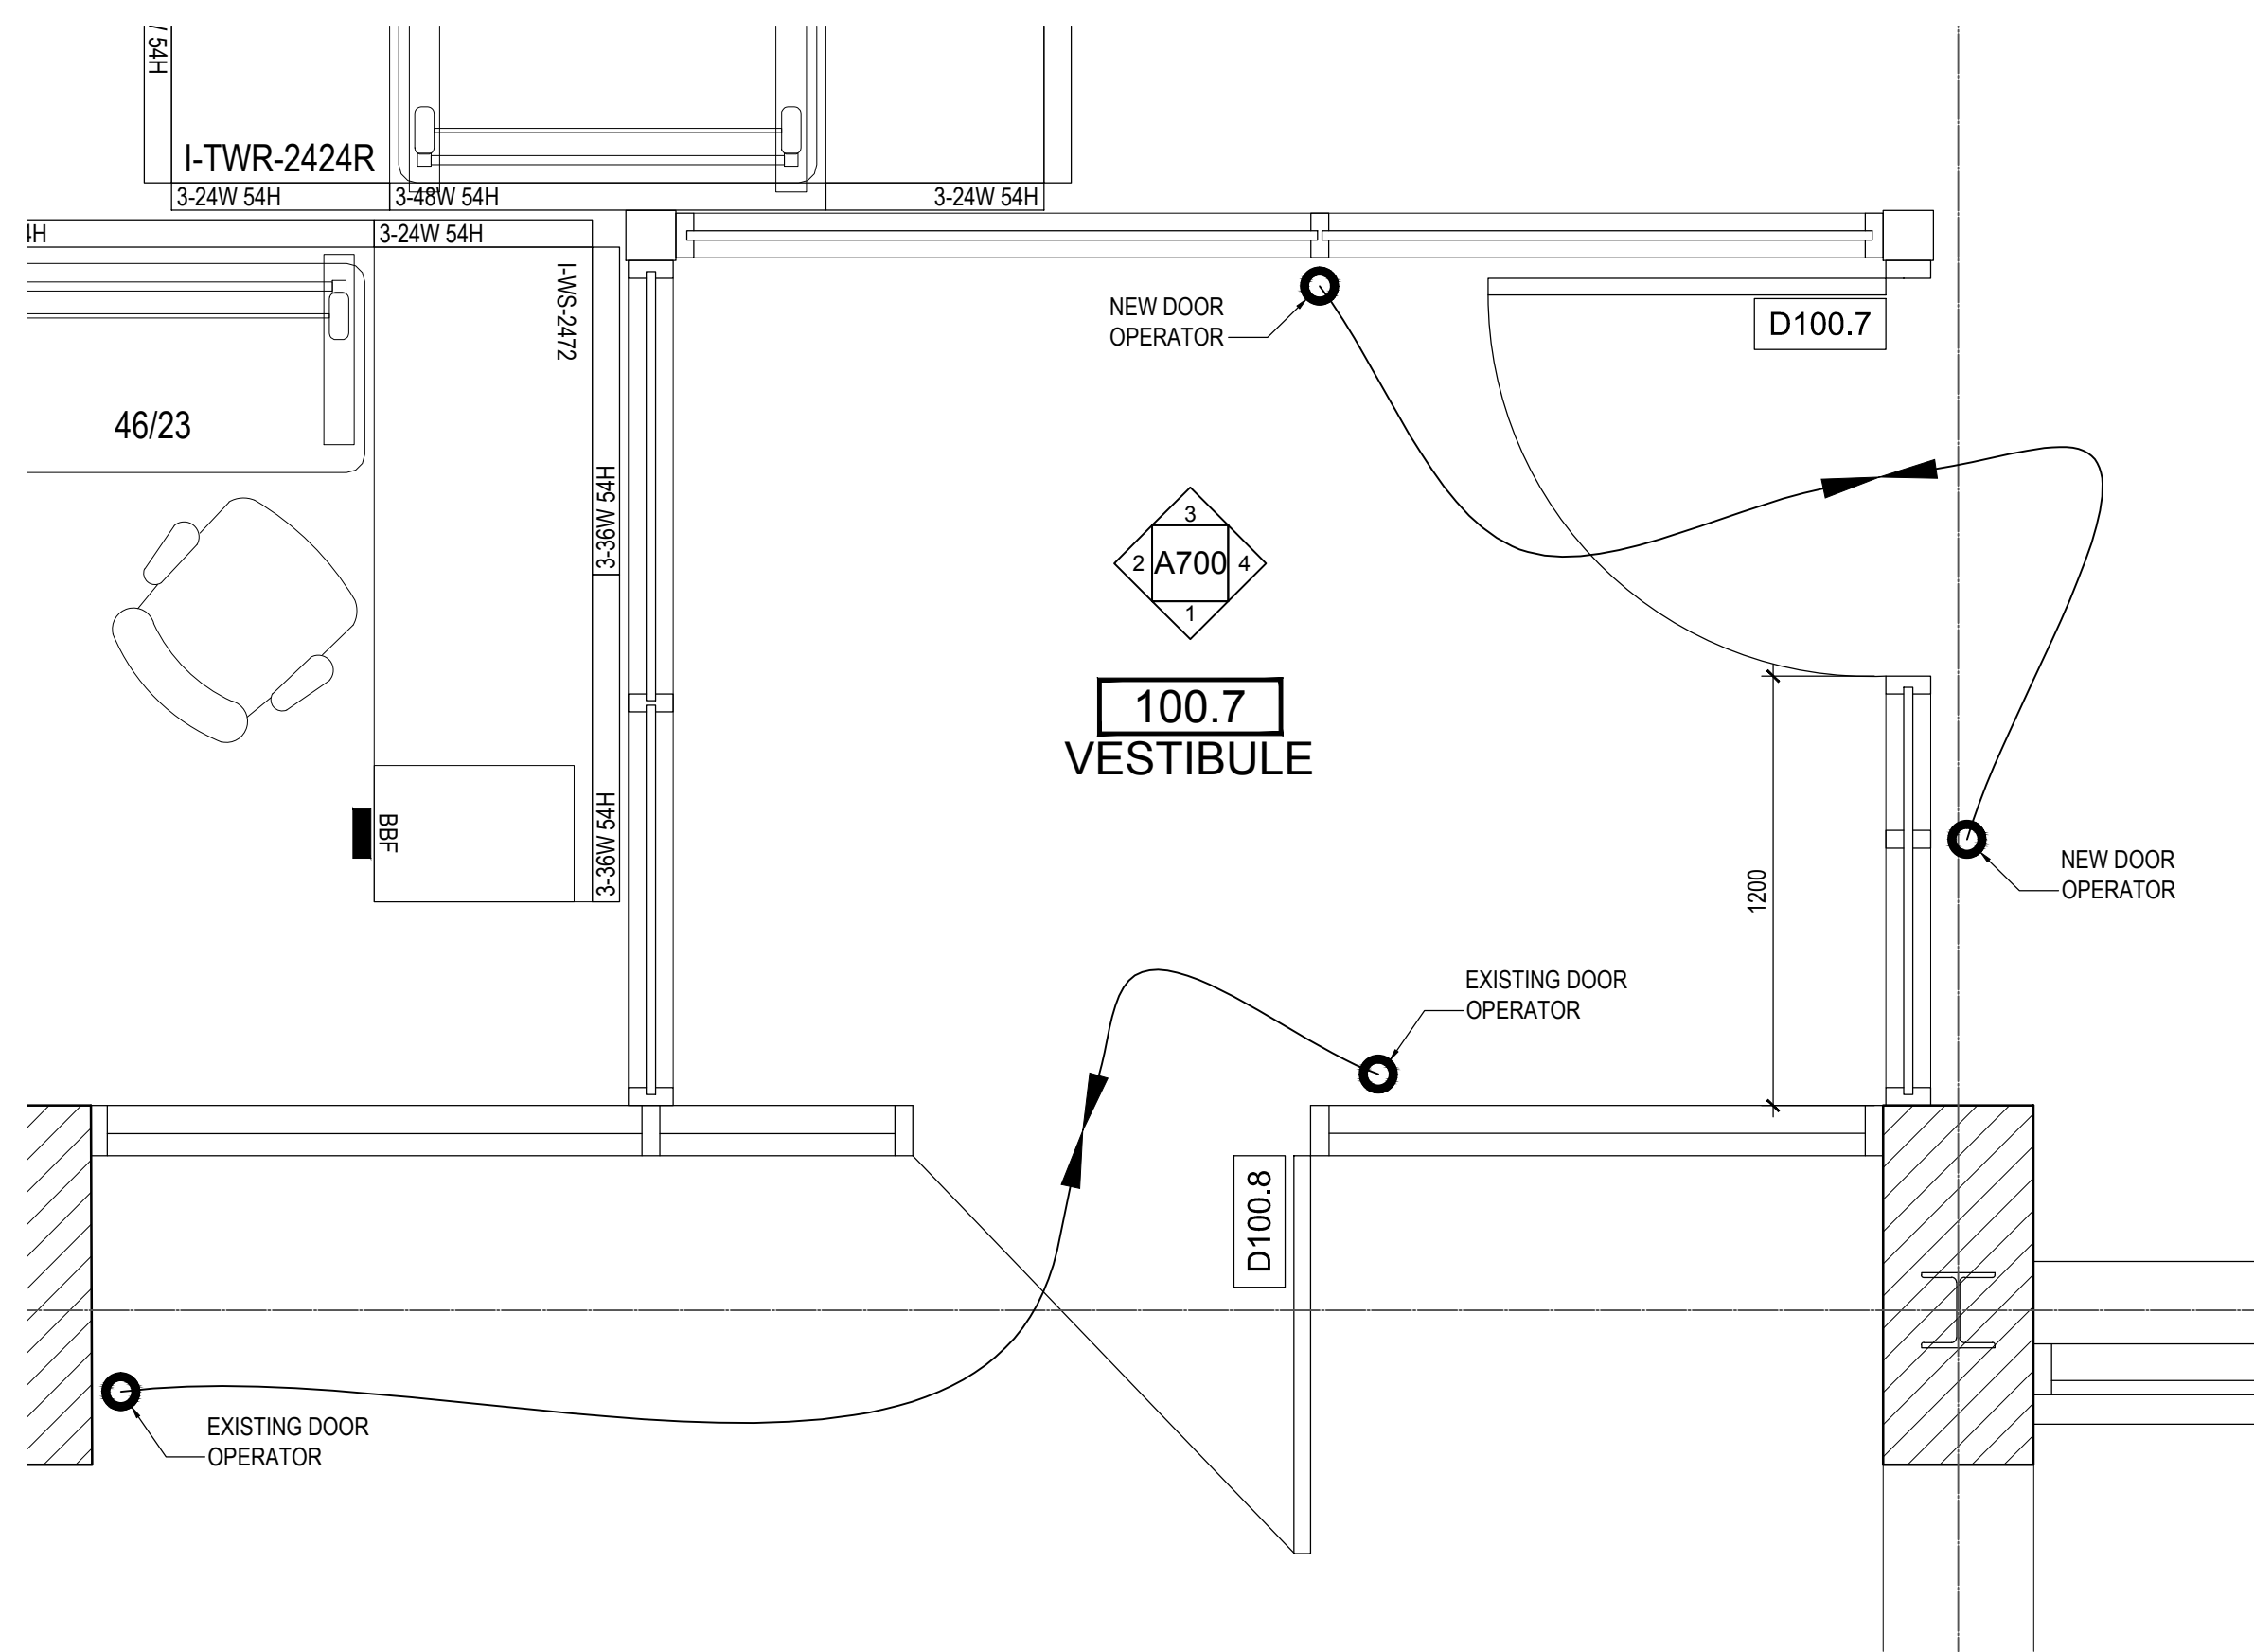 / 54H
I-TWR-2424R
3-24W 54H
3-48W 54H
3-24W 54H
4H
3-24W 54H
I-WS-2472
46/23
3-36W 54H
3-36W 54H
BBF
NEW DOOR
OPERATOR
D100.7
3
2
A700
4
1
100.7
VESTIBULE
1200
NEW DOOR
OPERATOR
EXISTING DOOR
OPERATOR
D100.8
EXISTING DOOR
OPERATOR